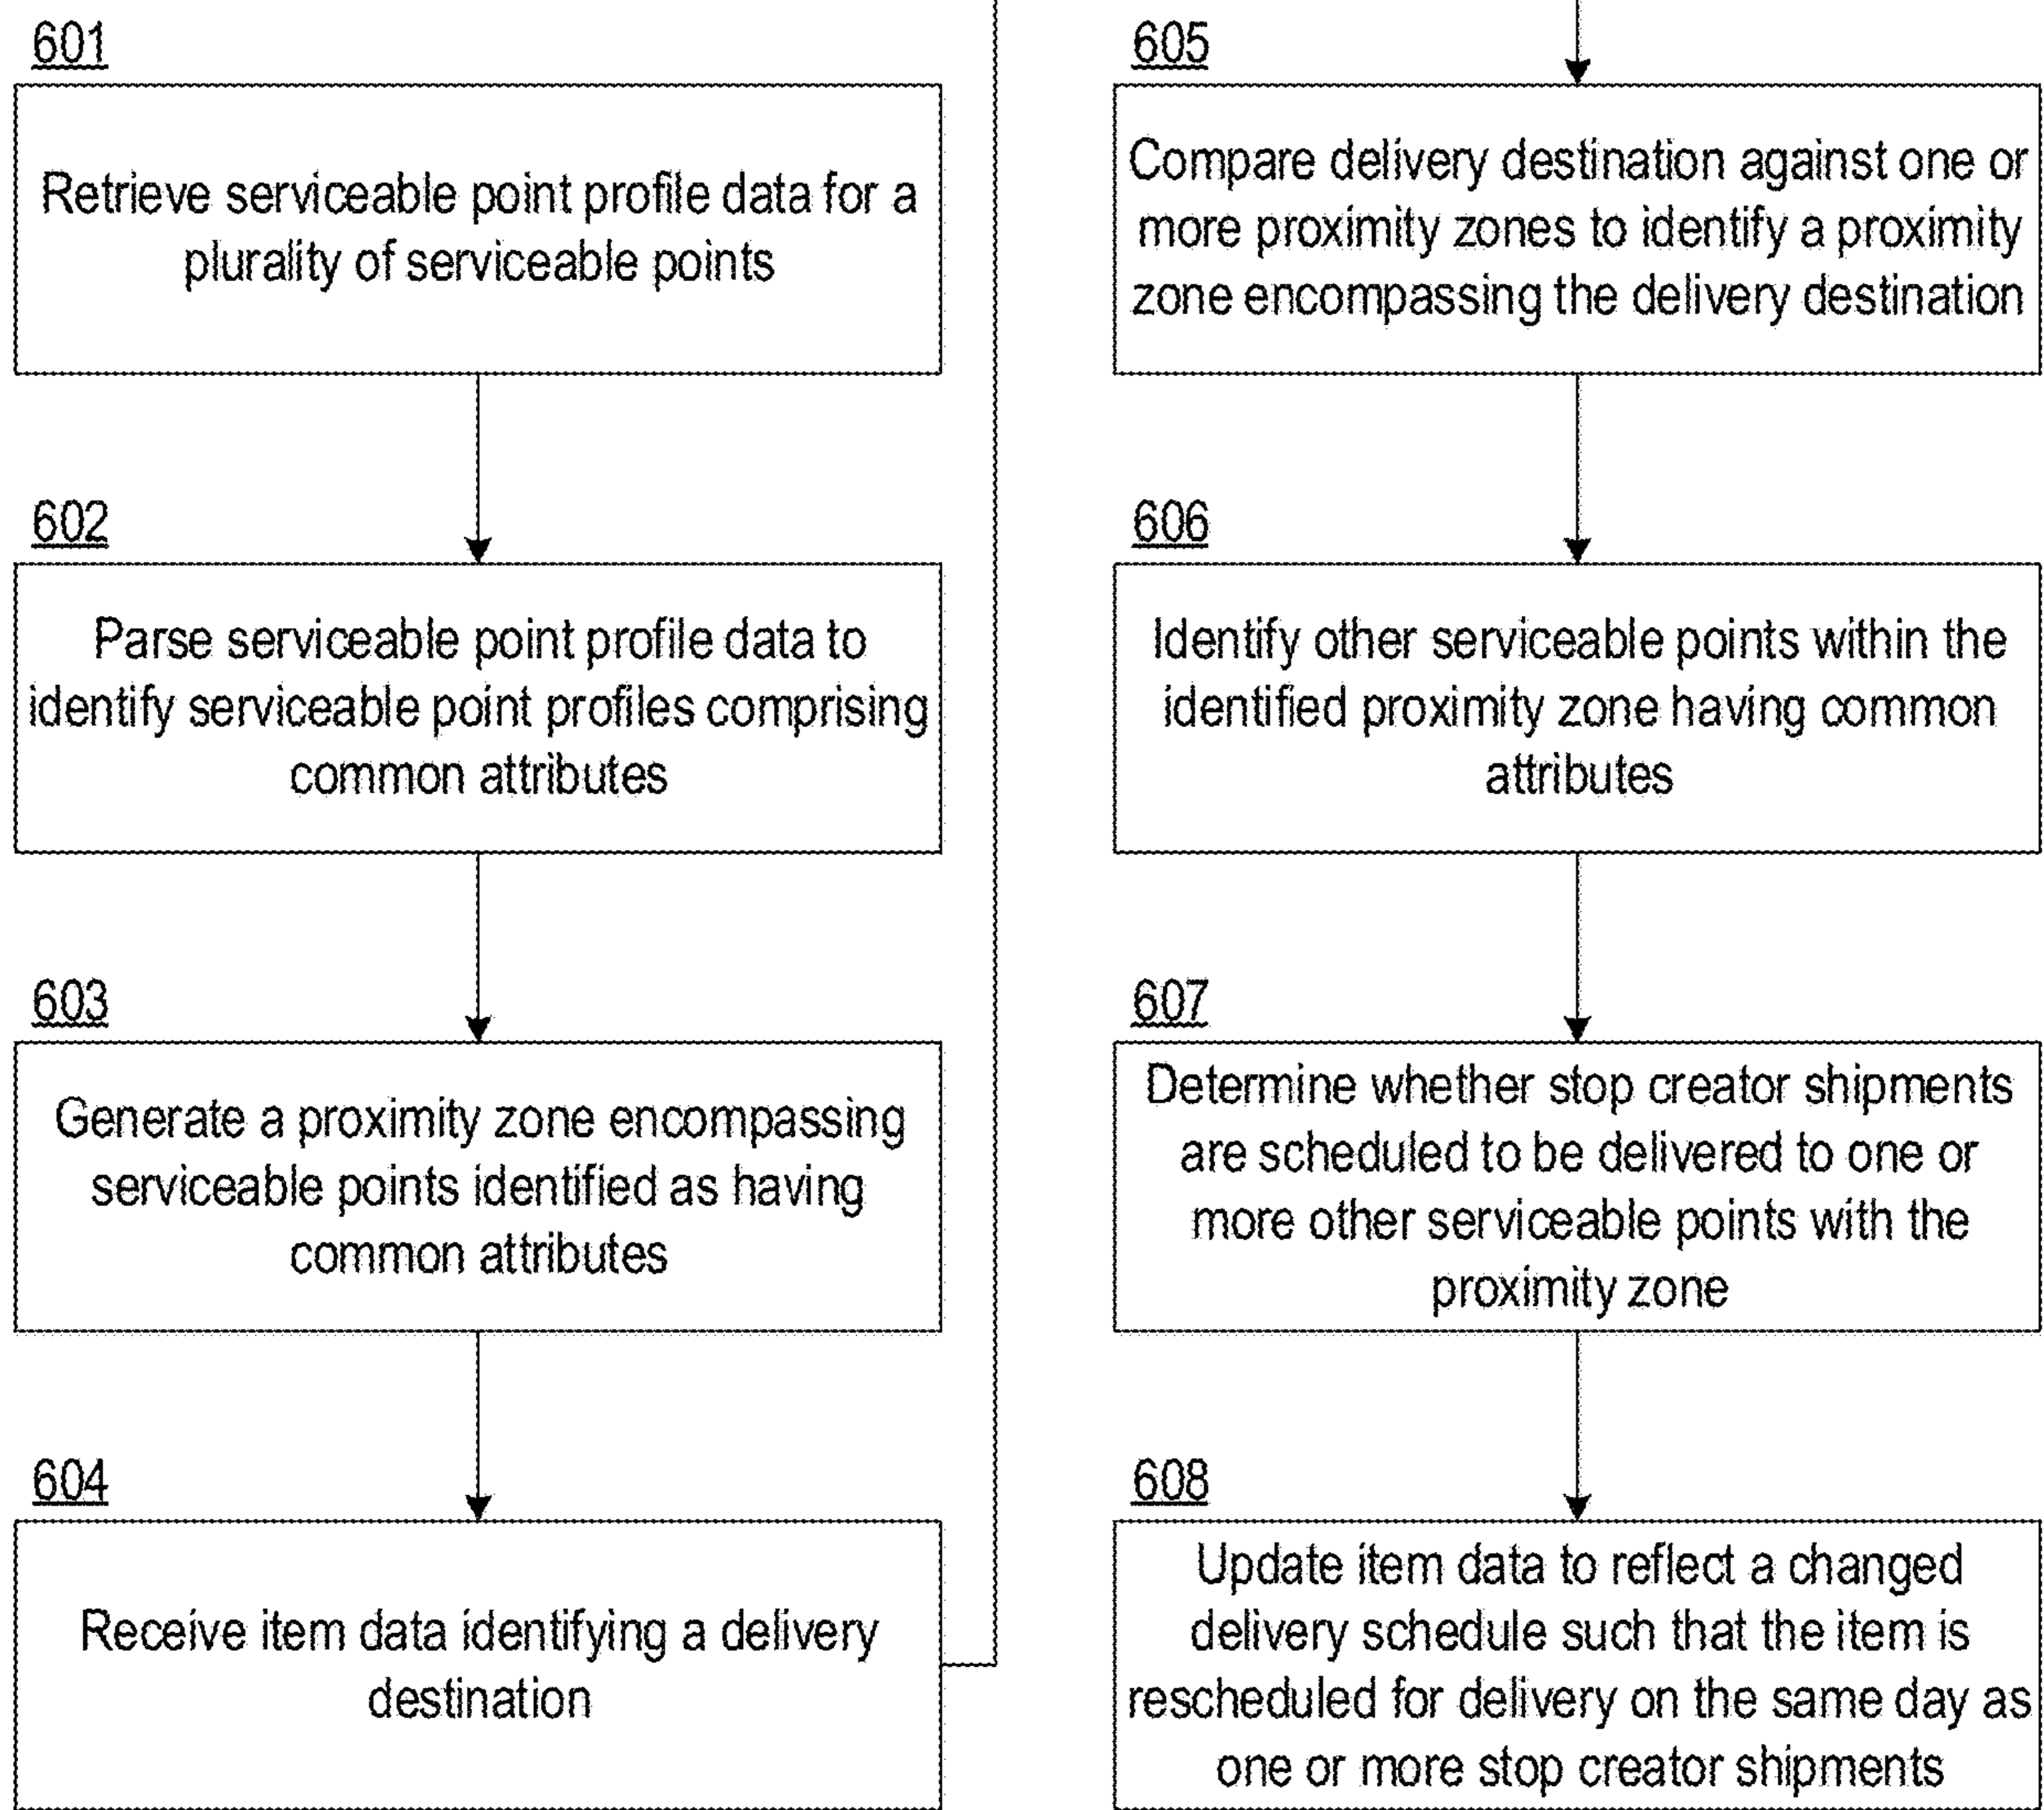 601
Retrieve serviceable point profile data for a
plurality of serviceable points
602
Parse serviceable point profile data to
identify serviceable point profiles comprising
common attributes
603
Generate a proximity zone encompassing
serviceable points identified as having
common attributes
604
Receive item data identifying a delivery
destination
605
Compare delivery destination against one or
more proximity zones to identify a proximity
zone encompassing the delivery destination
606
Identify other serviceable points within the
identified proximity zone having common
attributes
607
Determine whether stop creator shipments
are scheduled to be delivered to one or
more other serviceable points with the
proximity zone
608
Update item data to reflect a changed
delivery schedule such that the item is
rescheduled for delivery on the same day as
one or more stop creator shipments